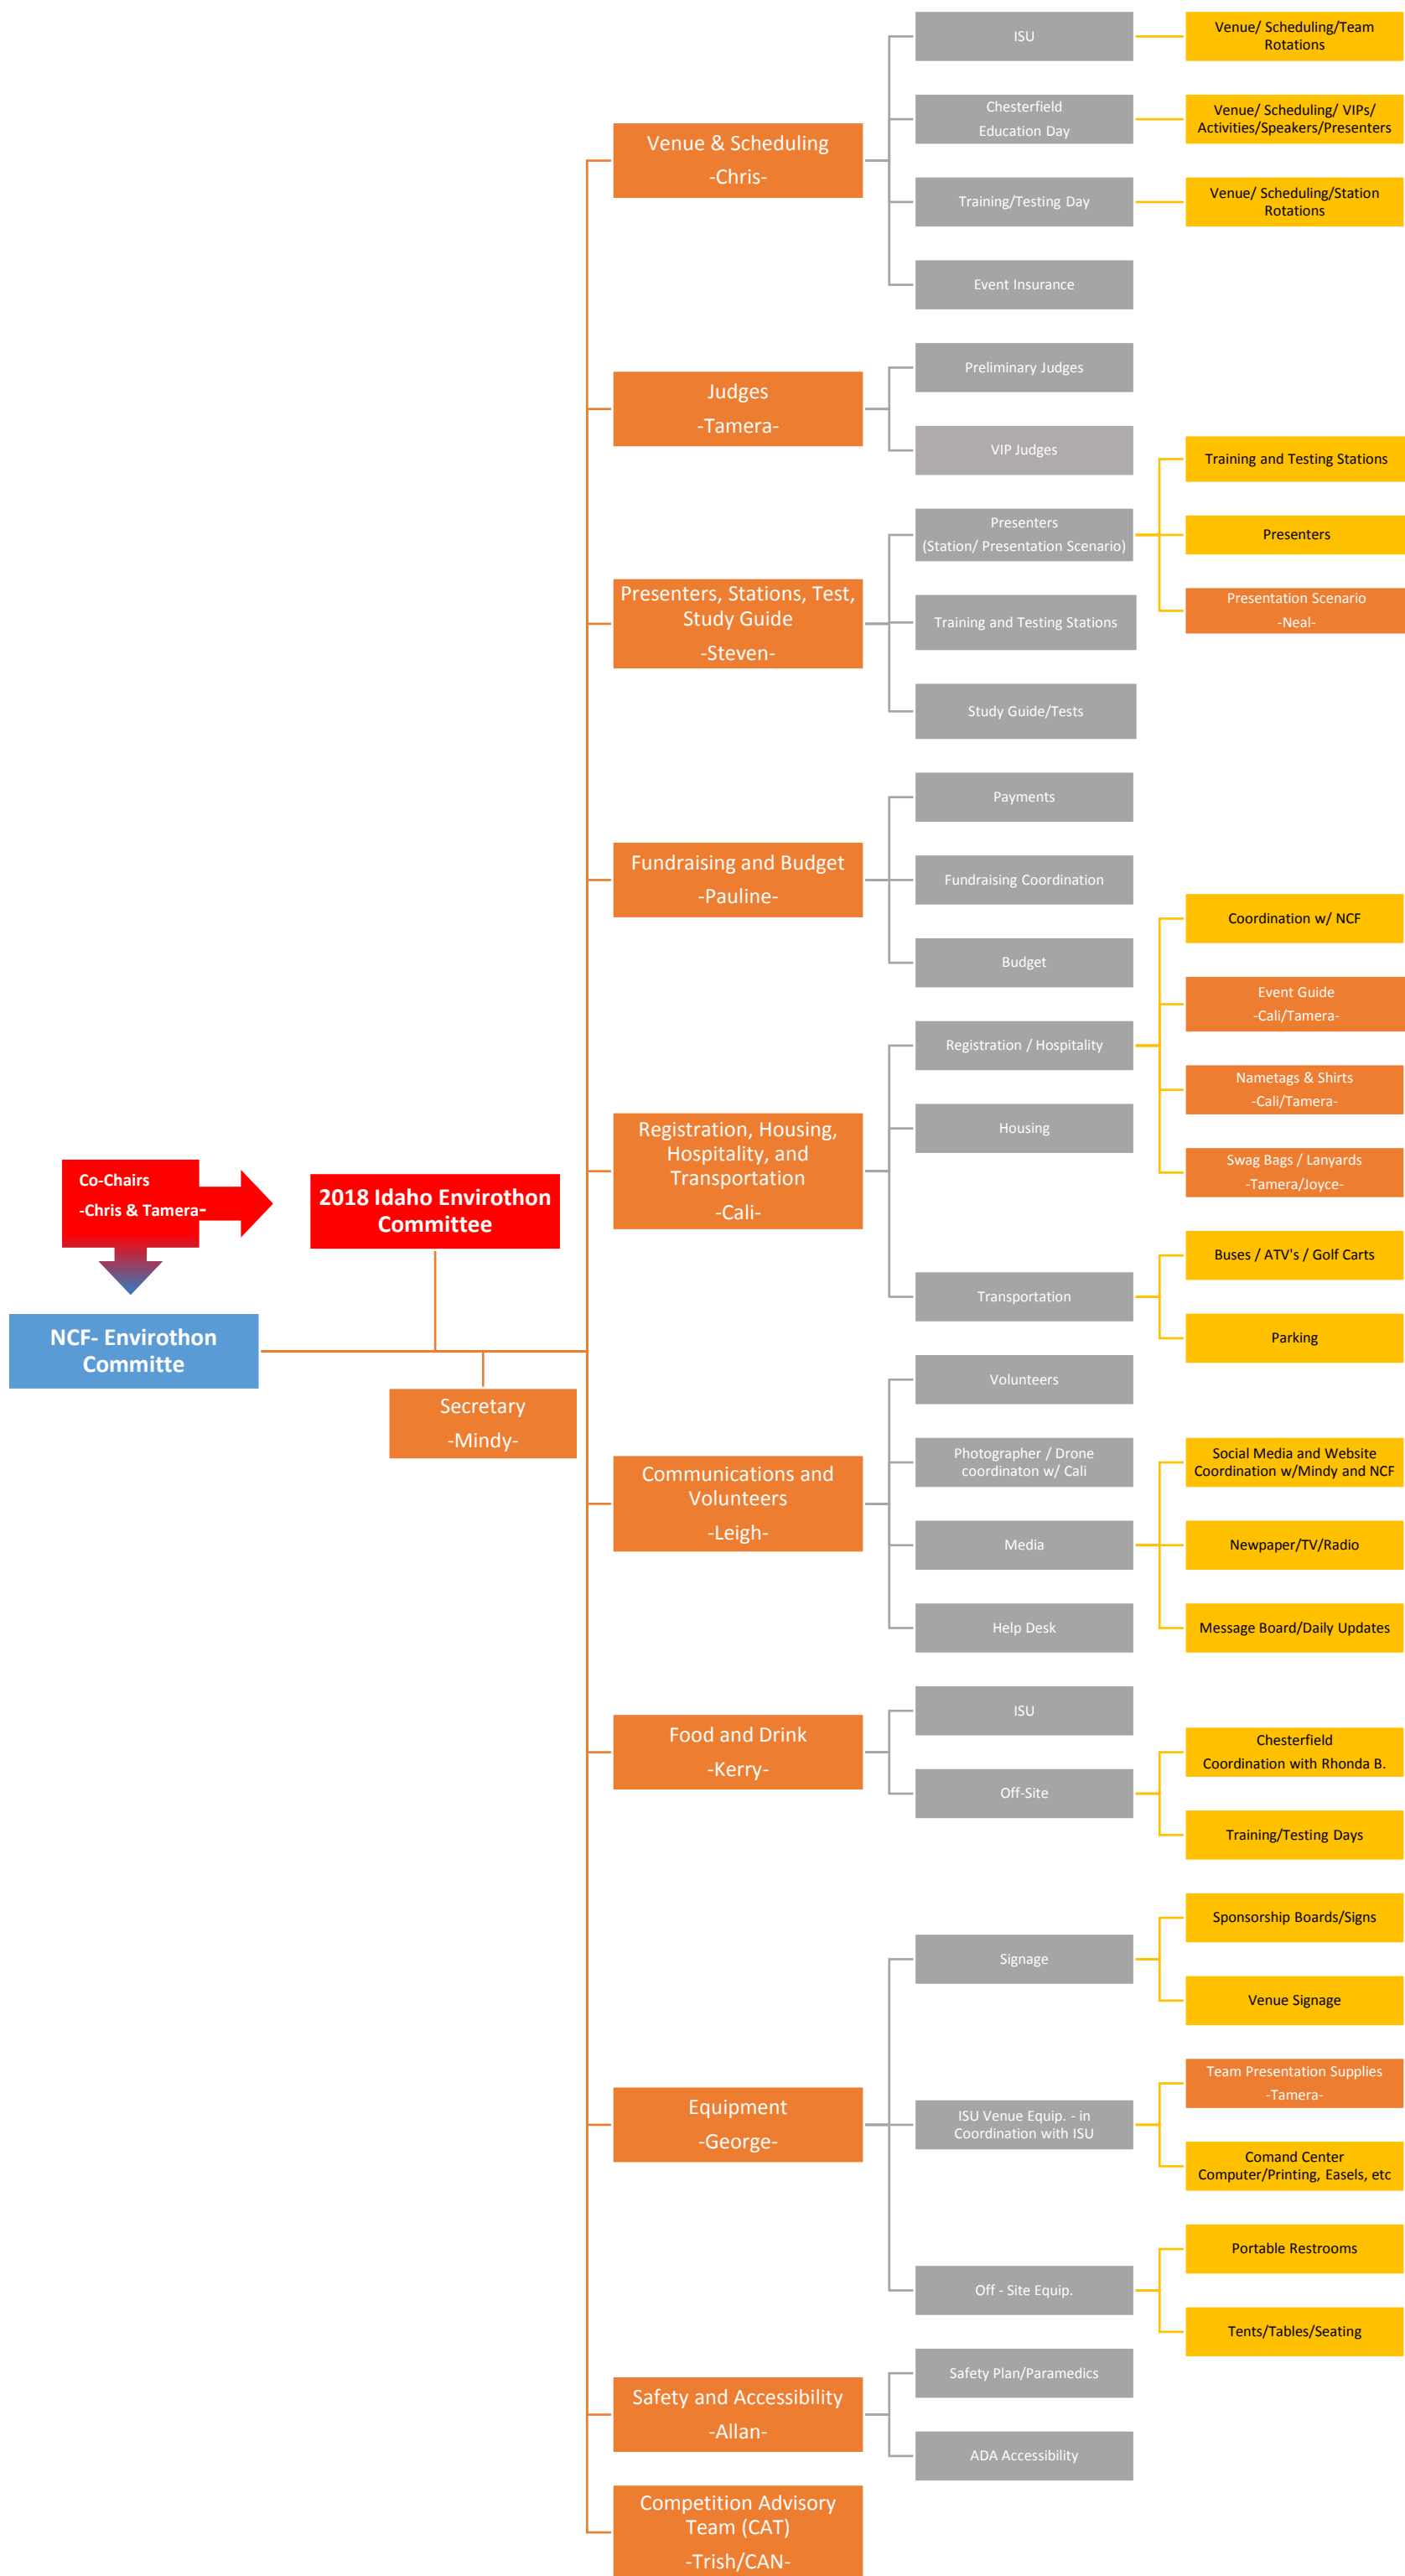 Co-Chairs
-Chris & Tamera-
2018 Idaho Envirothon
Committee
NCF- Envirothon
Committe
Secretary
-Mindy-
Venue & Scheduling
-Chris-
ISU
Venue/ Scheduling/Team
Rotations
Chesterfield
Education Day
Venue/ Scheduling/ VIPs/
Activities/Speakers/Presenters
Training/Testing Day
Venue/ Scheduling/Station
Rotations
Event Insurance
Judges
-Tamera-
Preliminary Judges
VIP Judges
Presenters, Stations, Test,
Study Guide
-Steven-
Presenters
(Station/ Presentation Scenario)
Training and Testing Stations
Presenters
Presentation Scenario
-Neal-
Training and Testing Stations
Study Guide/Tests
Fundraising and Budget
-Pauline-
Payments
Fundraising Coordination
Budget
Registration, Housing,
Hospitality, and
Transportation
-Cali-
Registration / Hospitality
Coordination w/ NCF
Event Guide
-Cali/Tamera-
Nametags & Shirts
-Cali/Tamera-
Swag Bags / Lanyards
-Tamera/Joyce-
Housing
Transportation
Buses / ATV's / Golf Carts
Parking
Communications and
Volunteers
-Leigh-
Volunteers
Photographer / Drone
coordinaton w/ Cali
Media
Social Media and Website
Coordination w/Mindy and NCF
Newpaper/TV/Radio
Message Board/Daily Updates
Help Desk
Food and Drink
-Kerry-
ISU
Off-Site
Chesterfield
Coordination with Rhonda B.
Training/Testing Days
Equipment
-George-
Signage
Sponsorship Boards/Signs
Venue Signage
ISU Venue Equip. - in
Coordination with ISU
Team Presentation Supplies
-Tamera-
Comand Center
Computer/Printing, Easels, etc
Off - Site Equip.
Portable Restrooms
Tents/Tables/Seating
Safety and Accessibility
-Allan-
Safety Plan/Paramedics
ADA Accessibility
Competition Advisory
Team (CAT)
-Trish/CAN-